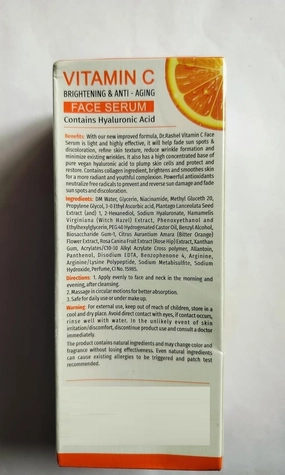 VITAMIN C
BRIGHTENING & ANTI - AGING
FACE SERUM
Contains Hyaluronic Acid
Benefits: With our new improved formula, Dr.Rashel Vitamin C Face
Serum is light and highly effective, it will help fade sun spots &
discoloration, refine skin texture, reduce wrinkle formation and
minimize existing wrinkles. It also has a high concentrated base of
pure vegan hyaluronic acid to plump skin cells and protect and
restore. Contains collagen ingredient, brightens and smoothes skin
for a more radiant and youthful complexion. Powerful antioxidants
neutralize free radicals to prevent and reverse sun damage and fade
sun spots and discoloration.
Ingredients: DM Water, Glycerin, Niacinamide, Methyl Gluceth 20,
Propylene Glycol, 3-O Ethyl Ascorbic acid, Plantago Lanceolata Seed
Extract (and) 1, 2-Hexanediol, Sodium Hyaluronate, Hamamelis
Virginiana (Witch Hazel) Extract, Phenoxyethanol and
Ethylhexylglycerin, PEG 40 Hydrogenated Castor Oil, Benzyl Alcohol,
Biosaccharide Gum-1, Citrus Aurantium Amara (Bitter Orange)
Flower Extract, Rosa Canina Fruit Extract (Rose Hip) Extract, Xanthan
Gum, Acrylates/C10-30 Alkyl Acrylate Cross polymer, Allantoin,
Panthenol, Disodium EDTA, Benzophenone 4, Arginine,
Arginine/Lysine Polypeptide, Sodium Metabisulfite, Sodium
Hydroxide, Perfume, CI No. 15985.
Directions: 1. Apply evenly to face and neck in the morning and
evening, after cleansing.
2. Massage in circular motions for better absorption.
3. Safe for daily use or under make up.
Warning: For external use, keep out of reach of children, store in a
cool and dry place. Avoid direct contact with eyes, if contact occurs,
rinse well with water. In the unlikely event of skin
irritation/discomfort, discontinue product use and consult a doctor
immediately.
The product contains natural ingredients and may change color and
fragrance without losing effectiveness. Even natural ingredients
can cause existing allergies to be triggered and patch test
recommended.